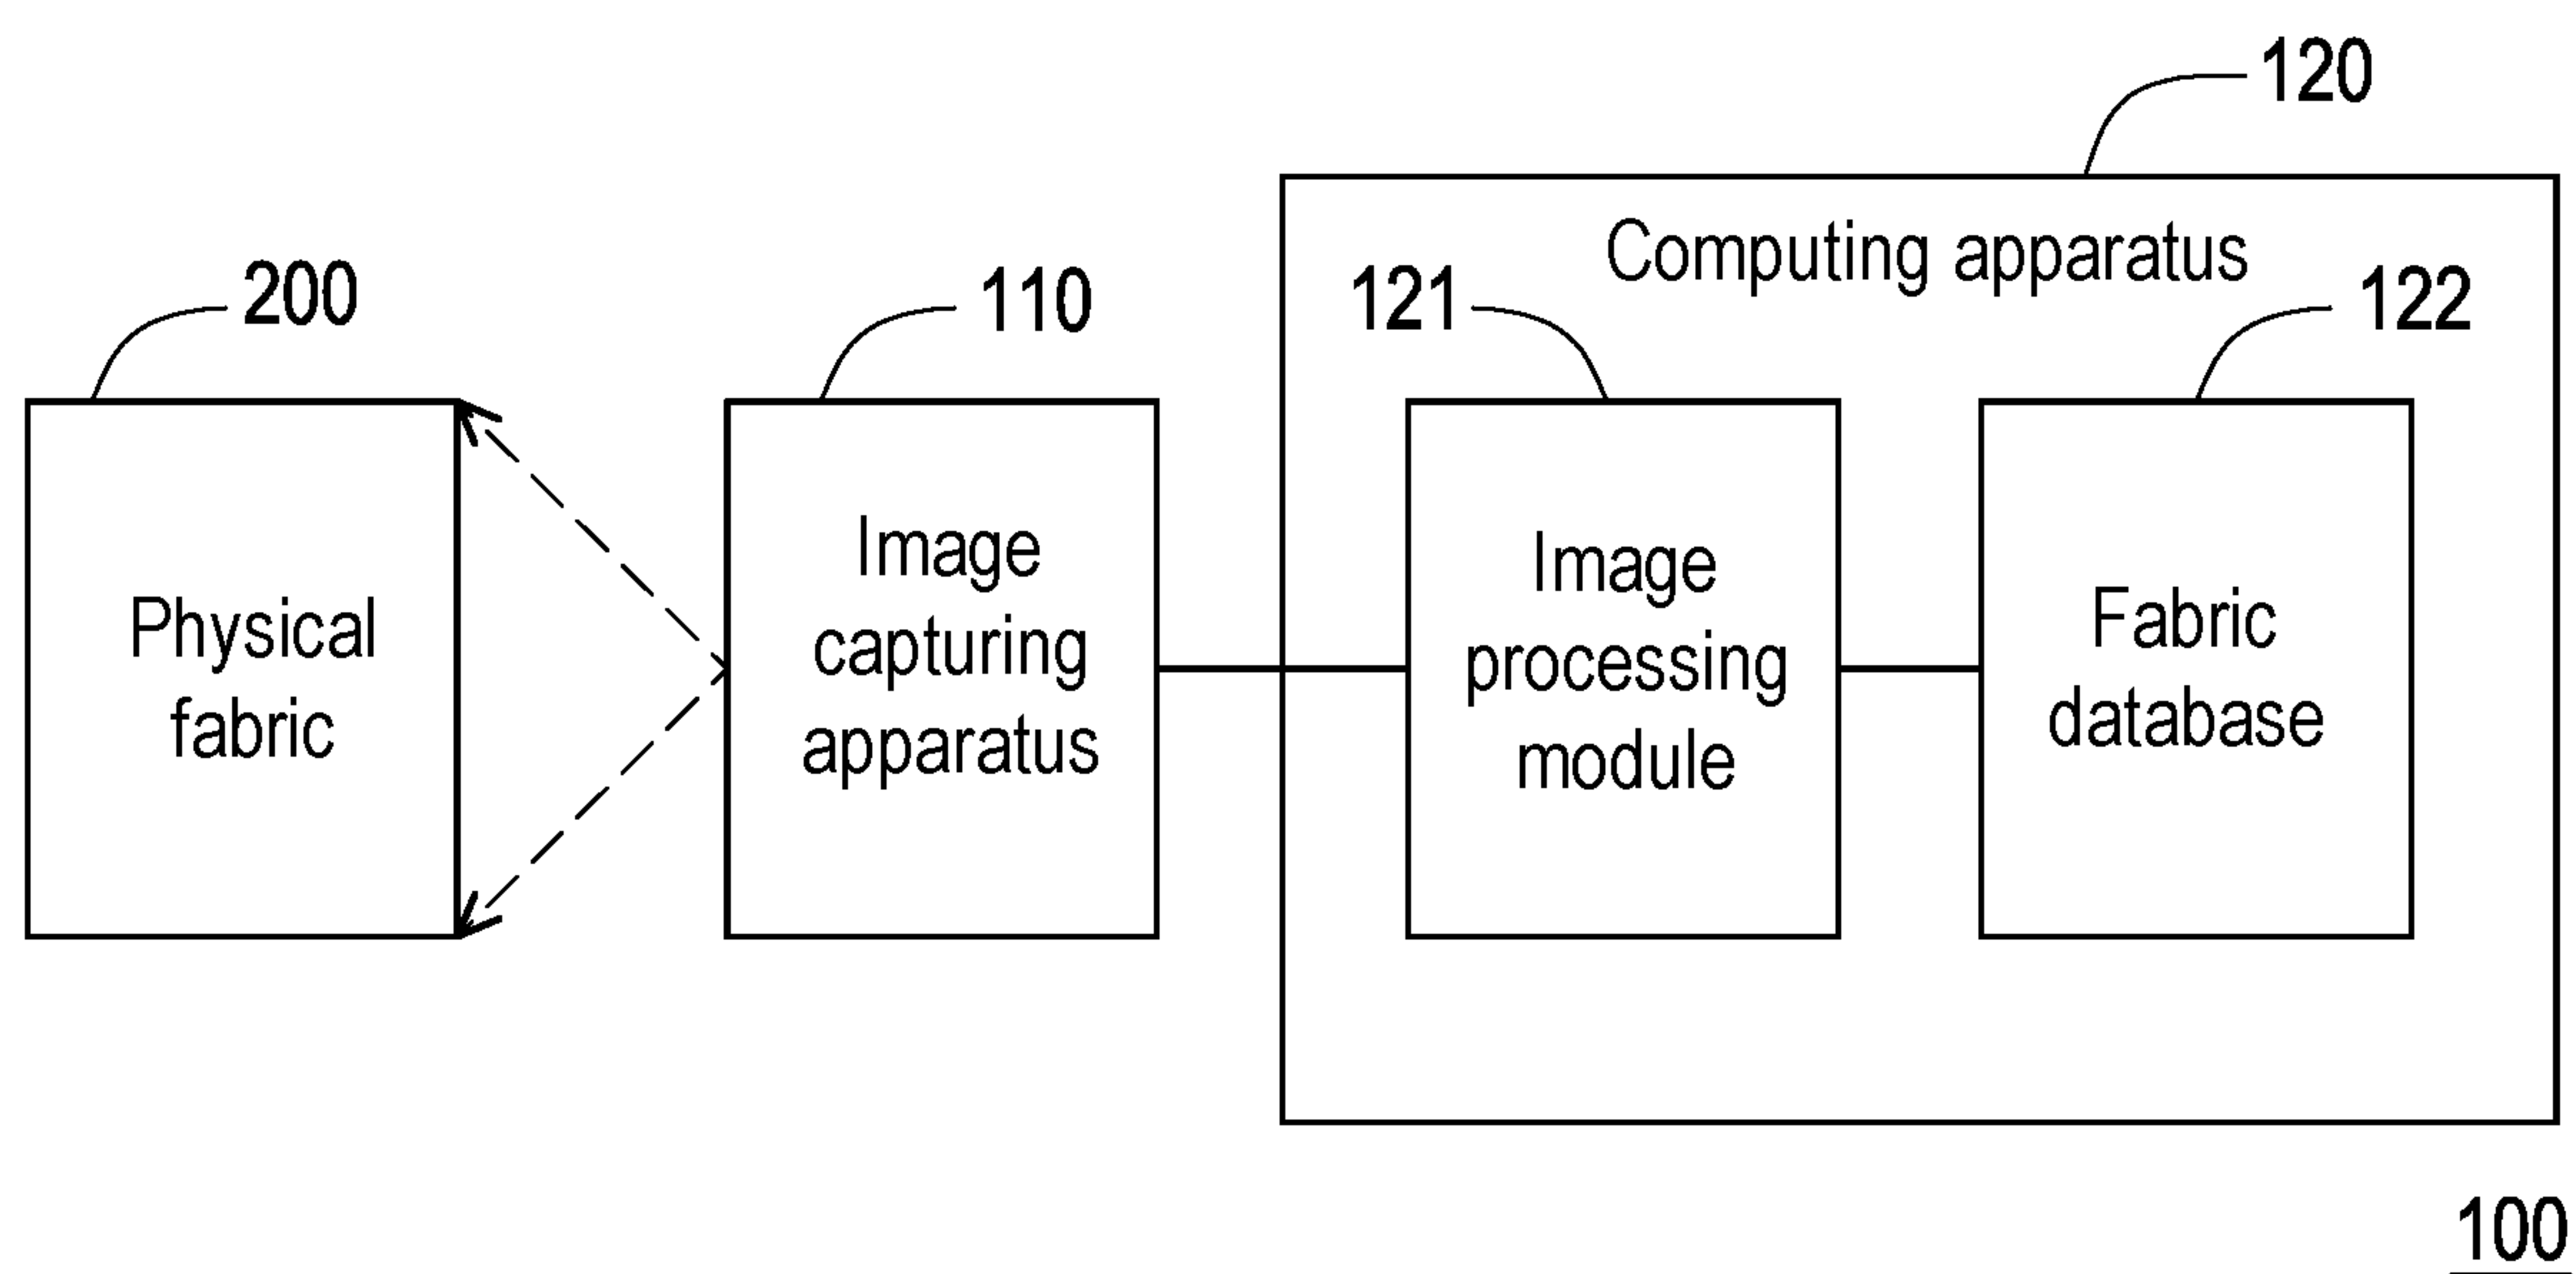 120
Computing apparatus
200
110
121
122
Physical
fabric
Image
capturing
apparatus
Image
processing
module
Fabric
database
100